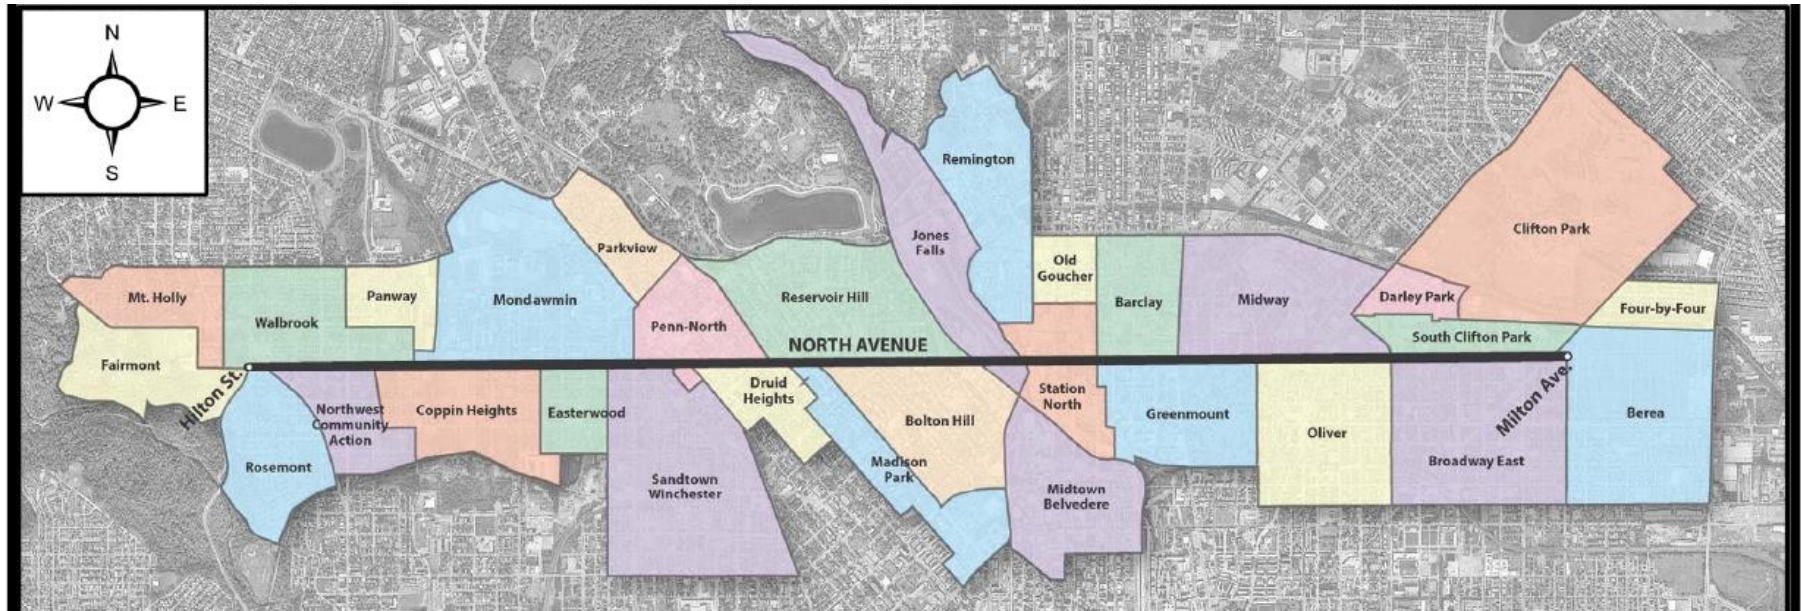 N
W
E
S
Remington
Clifton Park
Jones
Falls
Parkview
Old
Goucher
Mt. Holly
Panway
Mondawmin
Reservoir Hill
Barclay
Midway
Darley Park
Four-by-Four
Walbrook
Penn-North
South Clifton Park
NORTH AVENUE
Fairmont
Hilton St.
Druid
Heights
Station
North
Milton Ave.
Northwest
Community
Action
Coppin Heights
Easterwood
Bolton Hill
Greenmount
Berea
Oliver
Rosemont
Madison
Park
Broadway East
Sandtown
Winchester
Midtown
Belvedere